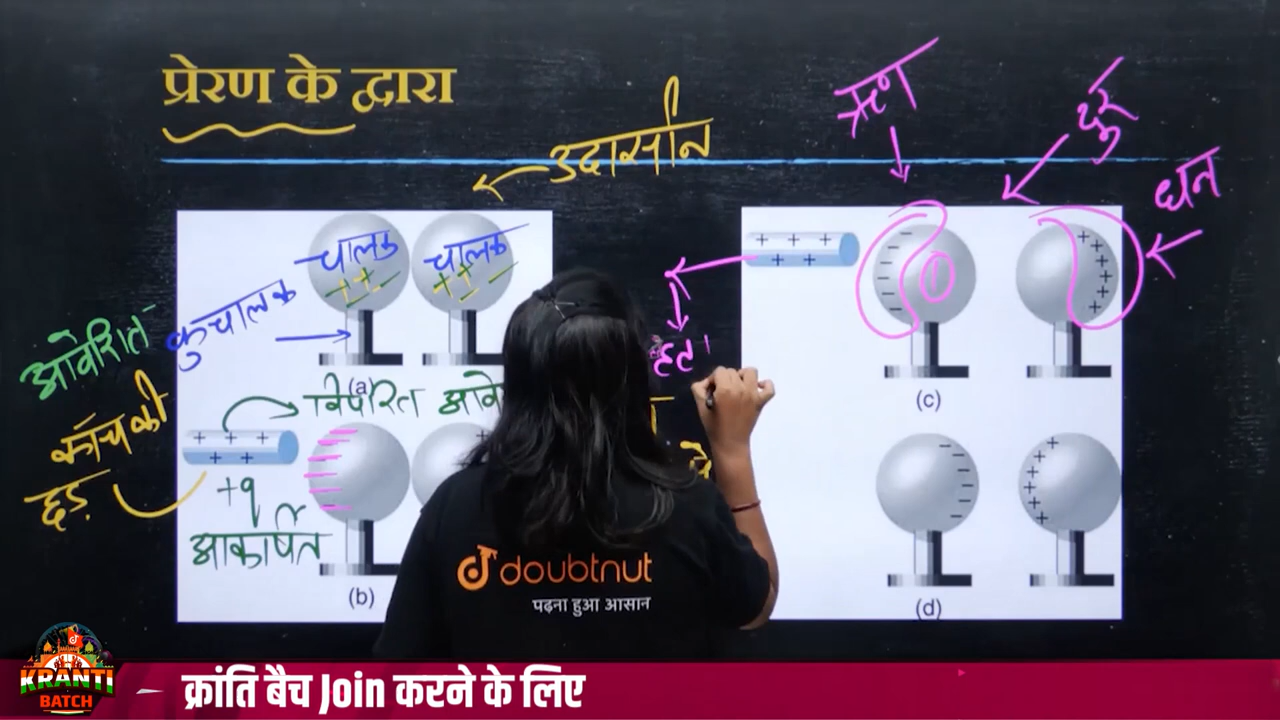 प्रेरण के द्वारा
उदासीन
ऋण
दूर
धन
चालक
चालक
कुचालक
आवेशित
काँच की
छड़
(a)
विपरित आवे
+q
आकर्षित
(b)
(c)
(d)
doubtnut
पढ़ना हुआ आसान
KRANTI
BATCH
क्रांति बैच Join करने के लिए